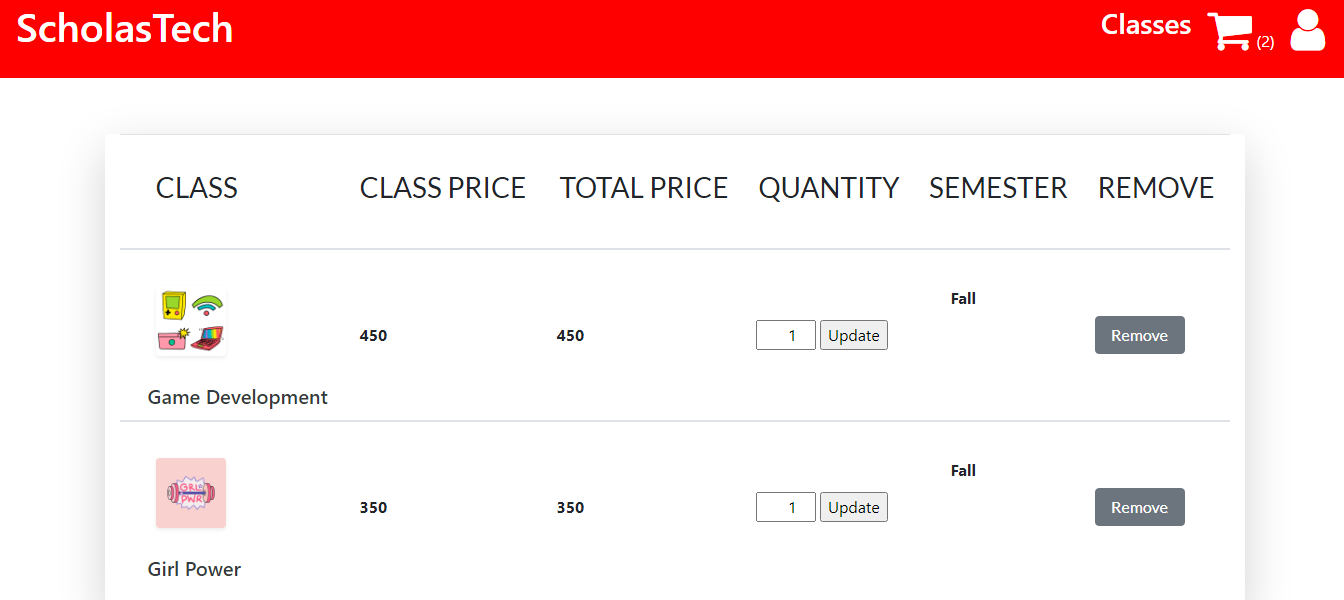 ScholasTech
Classes (2)
CLASS CLASS PRICE TOTAL PRICE QUANTITY SEMESTER REMOVE
Fall
450 450 1 Update Remove
Game Development
Fall
GRL
PWR
350 350 1 Update Remove
Girl Power